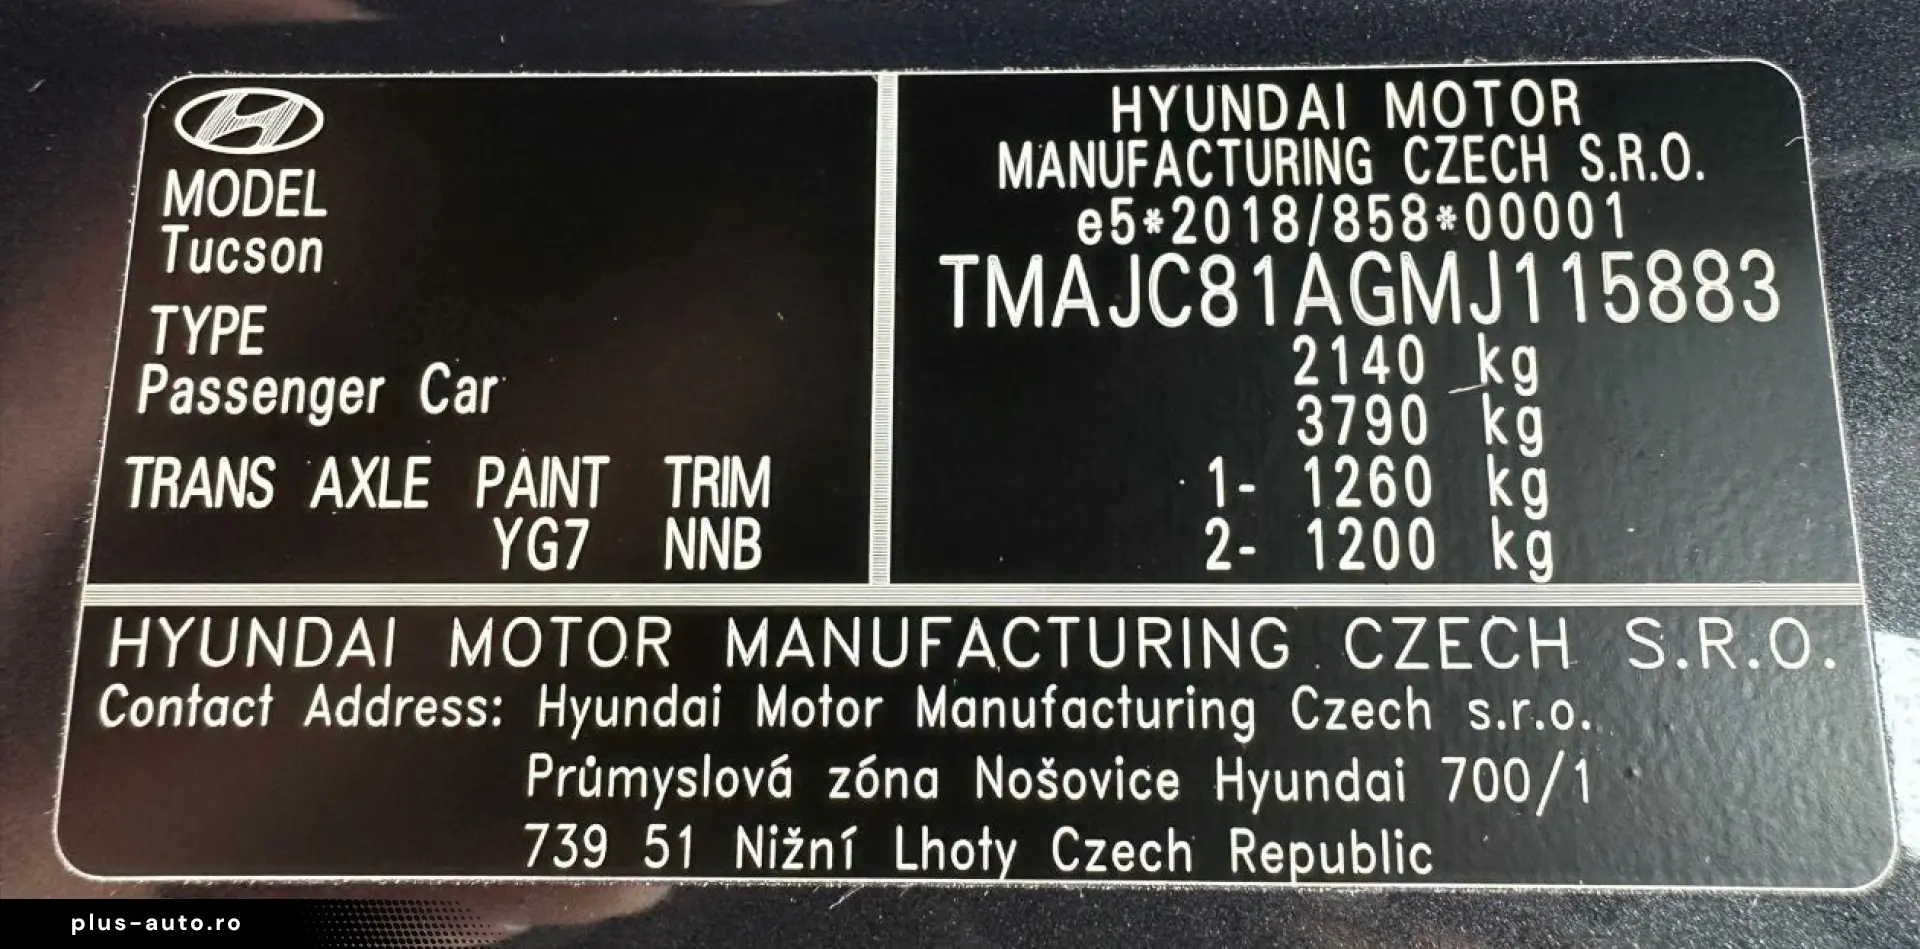 MODEL
Tucson
TYPE
Passenger Car
TRANS AXLE PAINT TRIM
YG7 NNB
HYUNDAI MOTOR
MANUFACTURING CZECH S.R.O.
e5*2018/858*00001
TMAJC81AGMJ115883
2140 kg
3790 kg
1- 1260 kg
2- 1200 kg
HYUNDAI MOTOR MANUFACTURING CZECH S.R.O.
Contact Address: Hyundai Motor Manufacturing Czech s.r.o.
Průmyslová zóna Nošovice Hyundai 700/1
739 51 Nižní Lhoty Czech Republic
plus-auto.ro